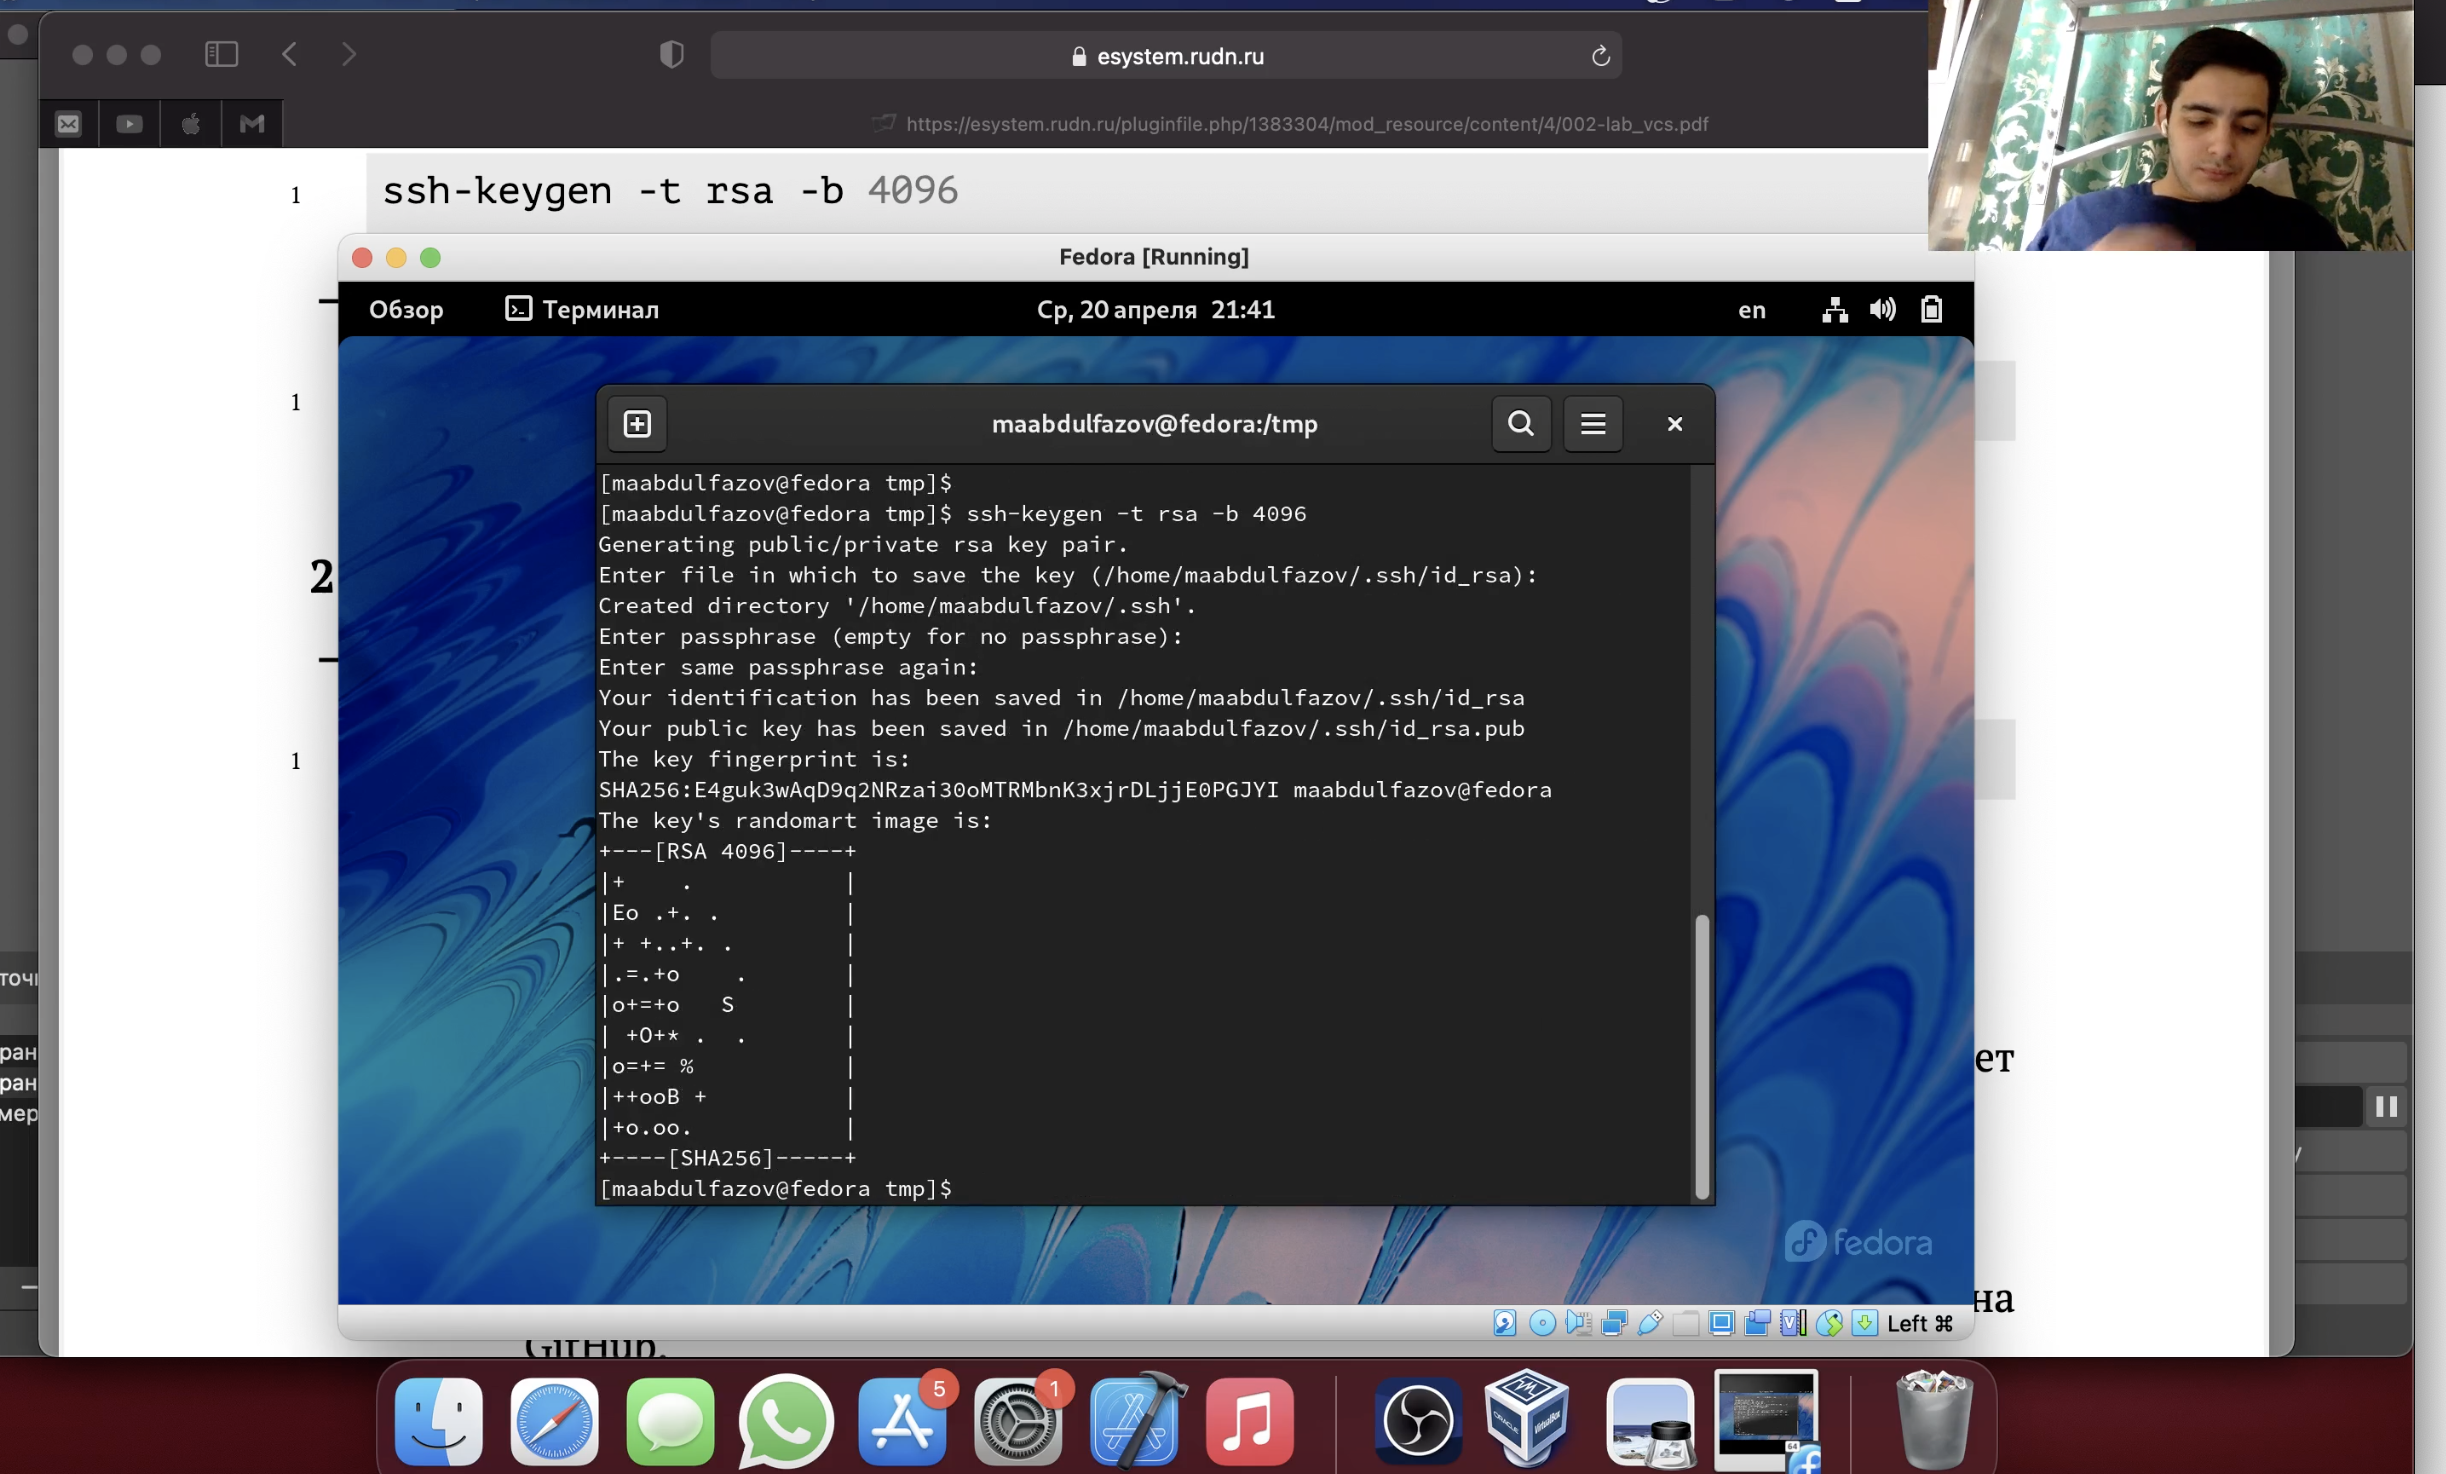 esystem.rudn.ru
https://esystem.rudn.ru/pluginfile.php/1383304/mod_resource/content/4/002-lab_vcs.pdf
1 ssh-keygen -t rsa -b 4096
Fedora [Running]
Обзор Терминал Ср, 20 апреля 21:41 en
1
maabdulfazov@fedora:/tmp
[maabdulfazov@fedora tmp]$
[maabdulfazov@fedora tmp]$ ssh-keygen -t rsa -b 4096
Generating public/private rsa key pair.
Enter file in which to save the key (/home/maabdulfazov/.ssh/id_rsa):
2
Created directory '/home/maabdulfazov/.ssh'.
Enter passphrase (empty for no passphrase):
Enter same passphrase again:
Your identification has been saved in /home/maabdulfazov/.ssh/id_rsa
Your public key has been saved in /home/maabdulfazov/.ssh/id_rsa.pub
1
The key fingerprint is:
SHA256:E4guk3wAqD9q2NRzai30oMTRMbnK3xjrDLjjE0PGJYI maabdulfazov@fedora
The key's randomart image is:
+---[RSA 4096]----+
|+    .           |
|Eo .+. .         |
|+ +..+. .        |
|.=.+o    .       |
|o+=+o   S        |
| +O+* .  .       |
|o=+= %           |
|++ooB +          |
|+o.oo.           |
+----[SHA256]-----+
[maabdulfazov@fedora tmp]$
точ
ран
ран
мер
ет
fedora
на
Left ⌘
GitHub.
5
1
64